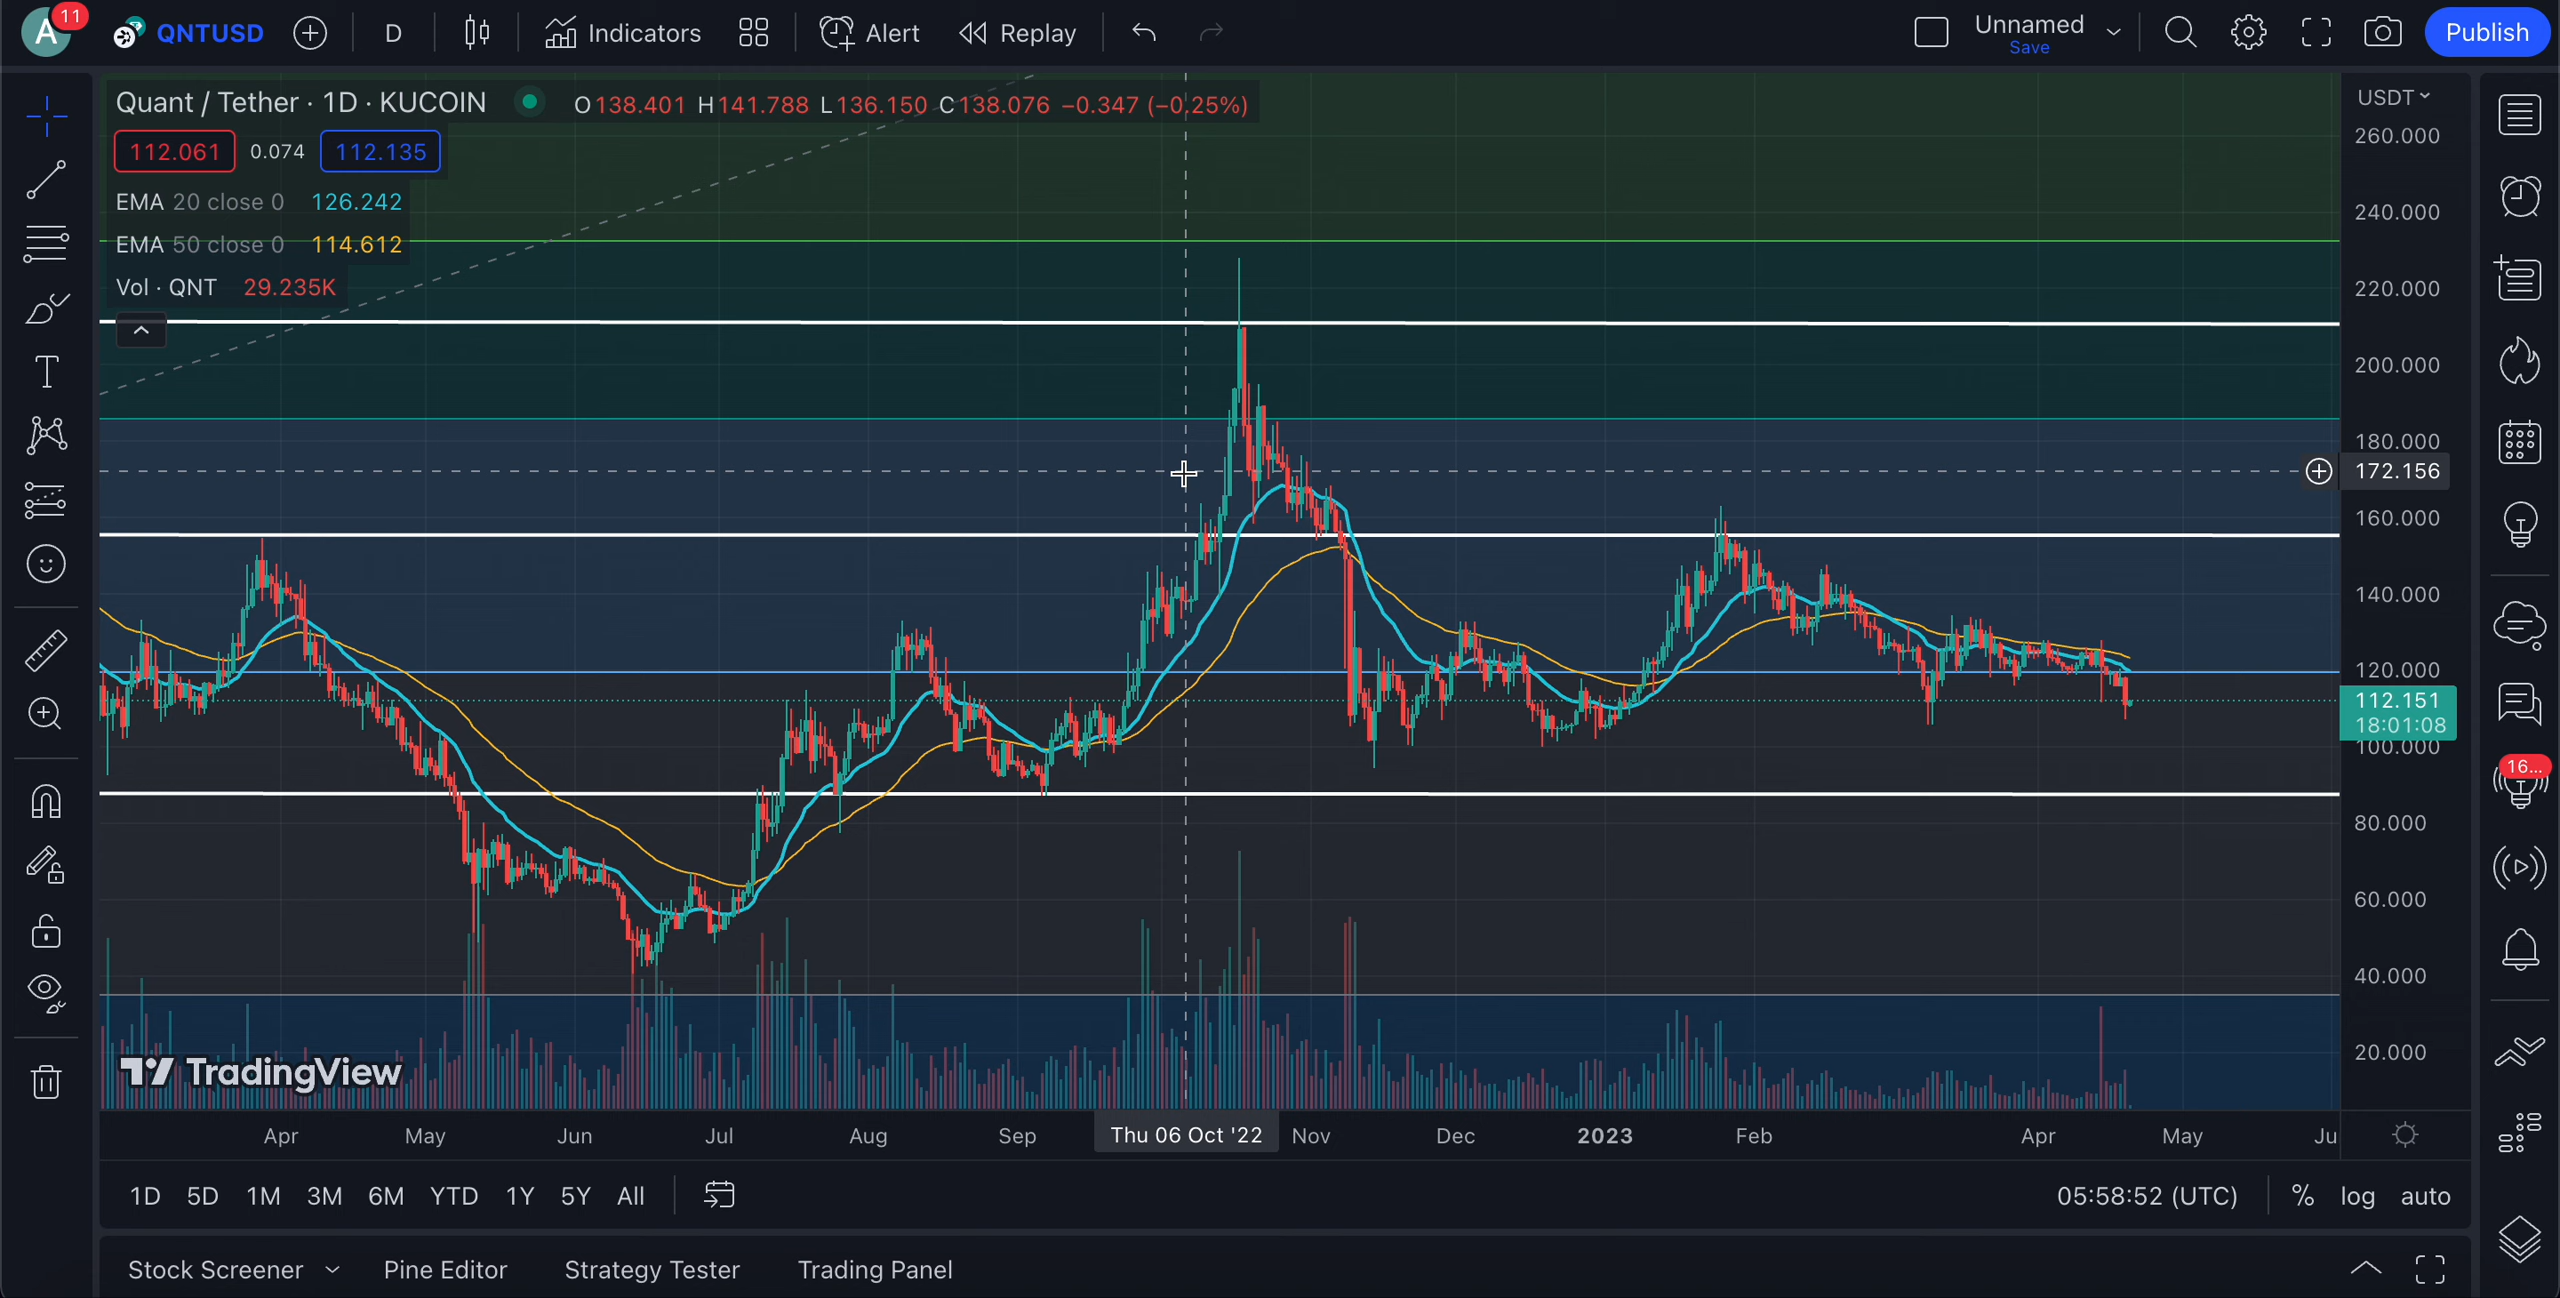 A 11 QNTUSD D Indicators Alert Replay Unnamed Save Publish
Quant / Tether · 1D · KUCOIN O138.401 H141.788 L136.150 C138.076 −0.347 (−0.25%)
112.061 0.074 112.135
EMA 20 close 0 126.242
EMA 50 close 0 114.612
Vol · QNT 29.235K
USDT
260.000
240.000
220.000
200.000
180.000
172.156
160.000
140.000
120.000
112.151
18:01:08
100.000
80.000
60.000
40.000
20.000
16...
TradingView
Apr May Jun Jul Aug Sep Thu 06 Oct '22 Nov Dec 2023 Feb Apr May Ju
1D 5D 1M 3M 6M YTD 1Y 5Y All 05:58:52 (UTC) % log auto
Stock Screener Pine Editor Strategy Tester Trading Panel